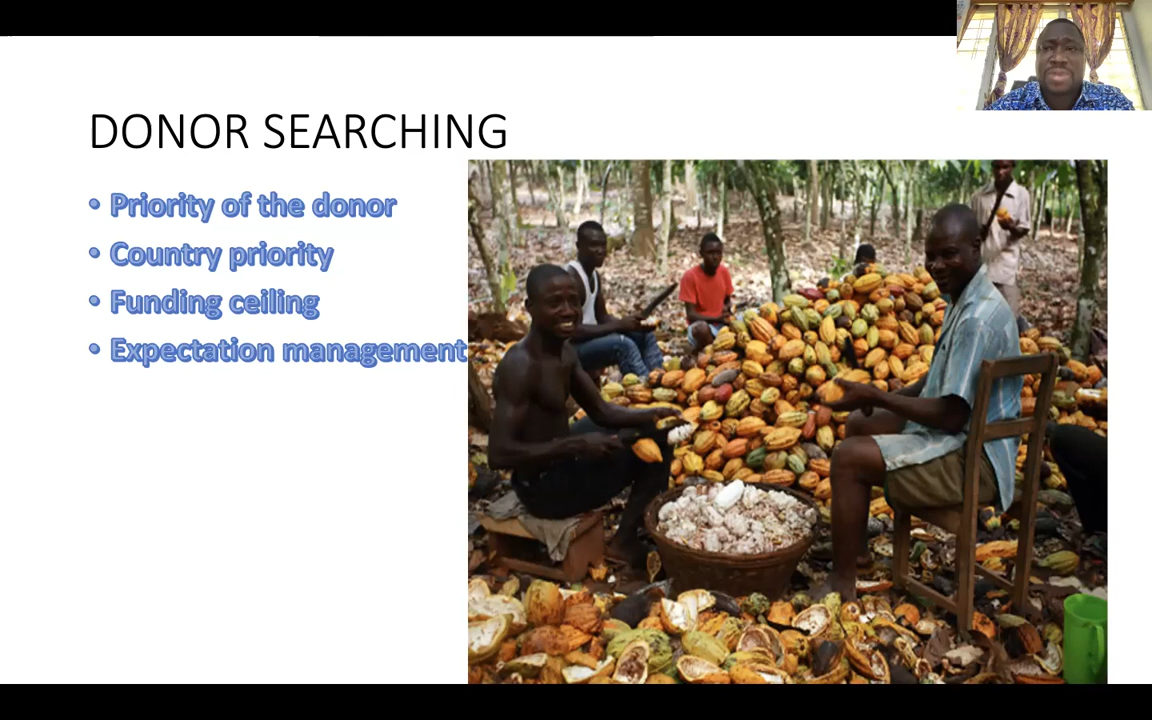 DONOR SEARCHING
• Priority of the donor
• Country priority
• Funding ceiling
• Expectation management